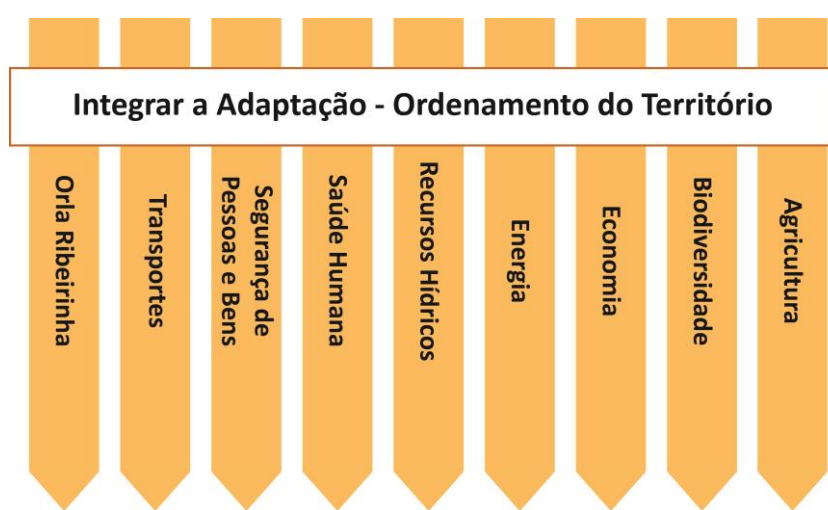 Integrar a Adaptação - Ordenamento do Território
Orla Ribeirinha
Transportes
Segurança de
Pessoas e Bens
Saúde Humana
Recursos Hídricos
Energia
Economia
Biodiversidade
Agricultura